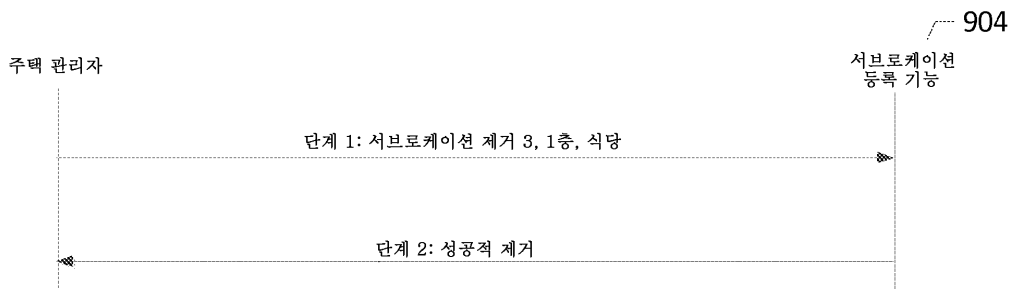 904
주택 관리자
서브로케이션
등록 기능
단계 1: 서브로케이션 제거 3, 1층, 식당
단계 2: 성공적 제거